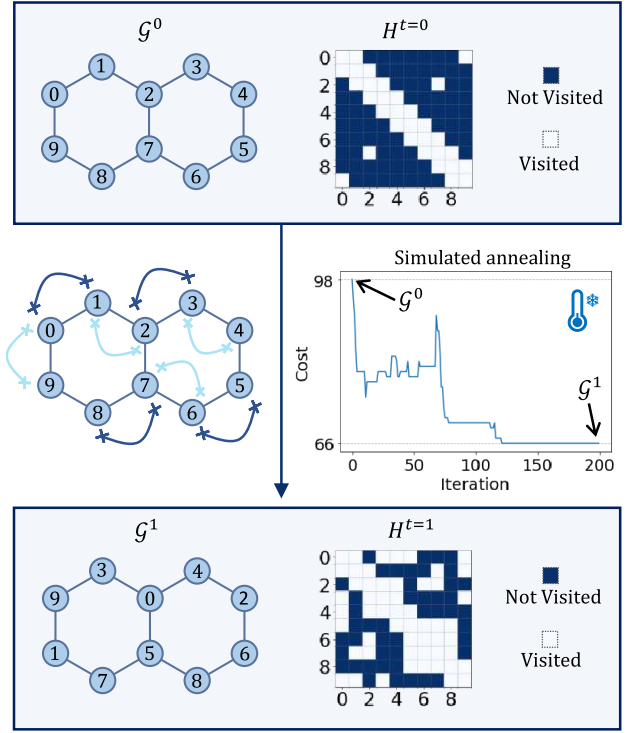 𝒢⁰
Hᵗ⁼⁰
0 1 2 3 4
9 8 7 6 5
0
2
4
6
8
0 2 4 6 8
Not Visited
Visited
0 1 2 3 4
9 8 7 6 5
Simulated annealing
98
66
Cost
𝒢⁰
𝒢¹
0 50 100 150 200
Iteration
𝒢¹
Hᵗ⁼¹
9 3 0 4 2
1 7 5 8 6
0
2
4
6
8
0 2 4 6 8
Not Visited
Visited